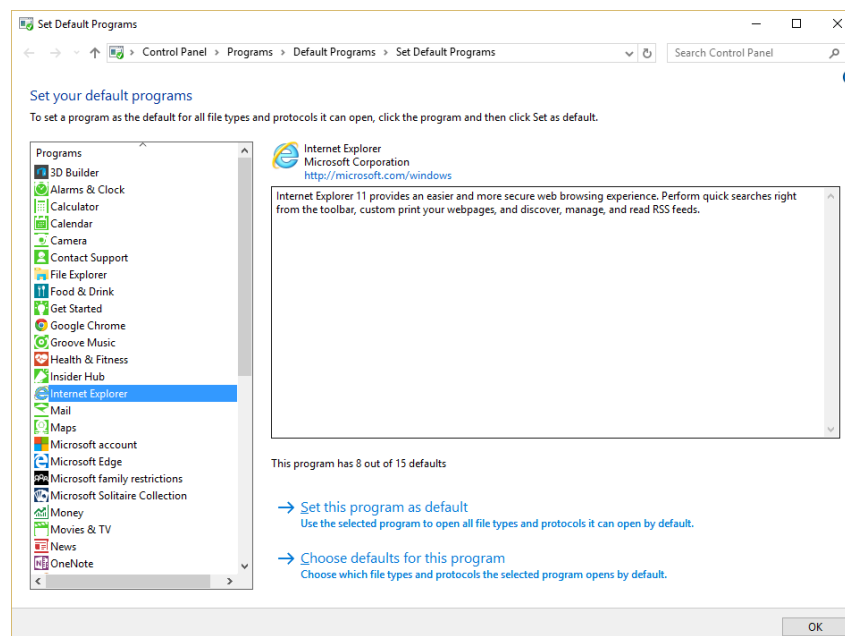 Set Default Programs
Control Panel > Programs > Default Programs > Set Default Programs
Search Control Panel
Set your default programs
To set a program as the default for all file types and protocols it can open, click the program and then click Set as default.
Programs
3D Builder
Alarms & Clock
Calculator
Calendar
Camera
Contact Support
File Explorer
Food & Drink
Get Started
Google Chrome
Groove Music
Health & Fitness
Insider Hub
Internet Explorer
Mail
Maps
Microsoft account
Microsoft Edge
Microsoft family restrictions
Microsoft Solitaire Collection
Money
Movies & TV
News
OneNote
Internet Explorer
Microsoft Corporation
http://microsoft.com/windows
Internet Explorer 11 provides an easier and more secure web browsing experience. Perform quick searches right
from the toolbar, custom print your webpages, and discover, manage, and read RSS feeds.
This program has 8 out of 15 defaults
Set this program as default
Use the selected program to open all file types and protocols it can open by default.
Choose defaults for this program
Choose which file types and protocols the selected program opens by default.
OK